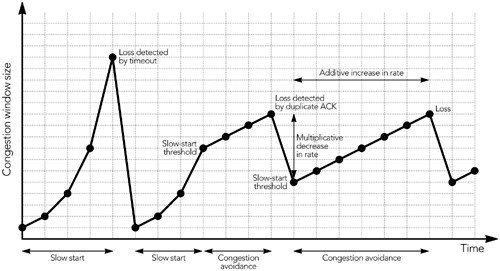 Congestion window size
Loss detected
by timeout
Slow-start
threshold
Loss detected
by duplicate ACK
Additive increase in rate
Multiplicative
decrease
in rate
Slow-start
threshold
Loss
Time
Slow start
Slow start
Congestion
avoidance
Congestion avoidance